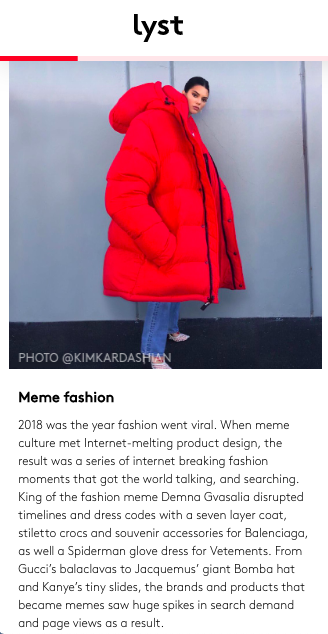 lyst
PHOTO @KIMKARDASHIAN
Meme fashion
2018 was the year fashion went viral. When meme
culture met Internet-melting product design, the
result was a series of internet breaking fashion
moments that got the world talking, and searching.
King of the fashion meme Demna Gvasalia disrupted
timelines and dress codes with a seven layer coat,
stiletto crocs and souvenir accessories for Balenciaga,
as well a Spiderman glove dress for Vetements. From
Gucci's balaclavas to Jacquemus' giant Bomba hat
and Kanye's tiny slides, the brands and products that
became memes saw huge spikes in search demand
and page views as a result.